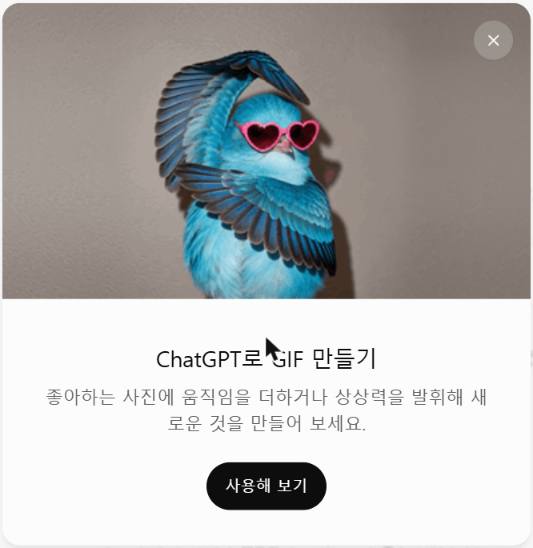 ChatGPT로 GIF 만들기
좋아하는 사진에 움직임을 더하거나 상상력을 발휘해 새
로운 것을 만들어 보세요.
사용해 보기